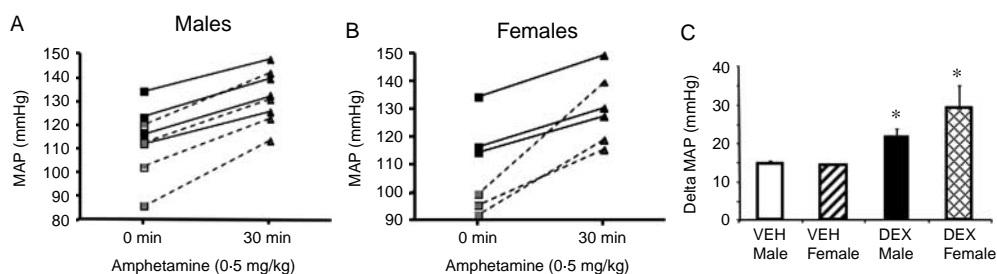 A
Males
MAP (mmHg)
150
140
130
120
110
100
90
80
0 min
30 min
Amphetamine (0·5 mg/kg)
B
Females
MAP (mmHg)
150
140
130
120
110
100
90
0 min
30 min
Amphetamine (0·5 mg/kg)
C
Delta MAP (mmHg)
40
30
20
10
0
*
*
VEH
Male
VEH
Female
DEX
Male
DEX
Female